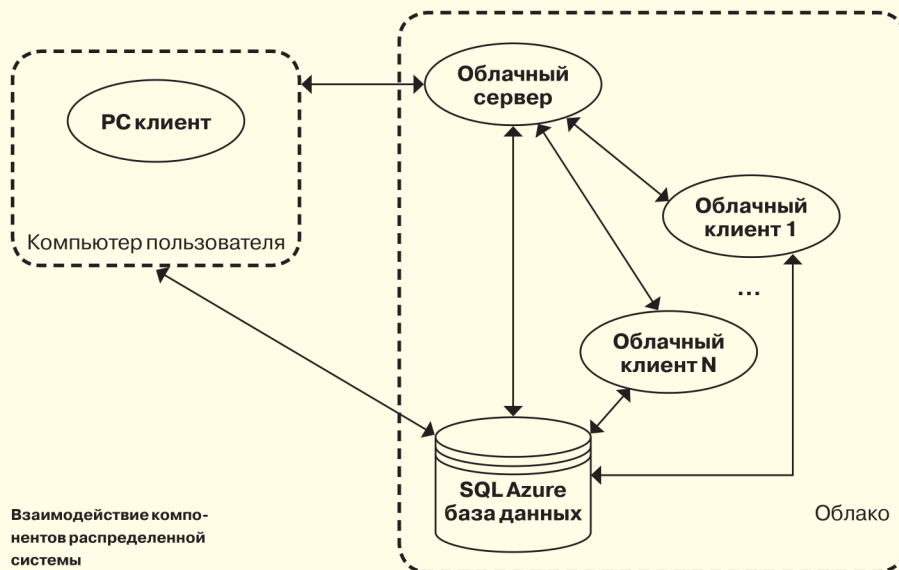 Облачный
сервер
PC клиент
Облачный
клиент 1
Компьютер пользователя
...
Облачный
клиент N
SQL Azure
база данных
Облако
Взаимодействие компо-
нентов распределенной
системы